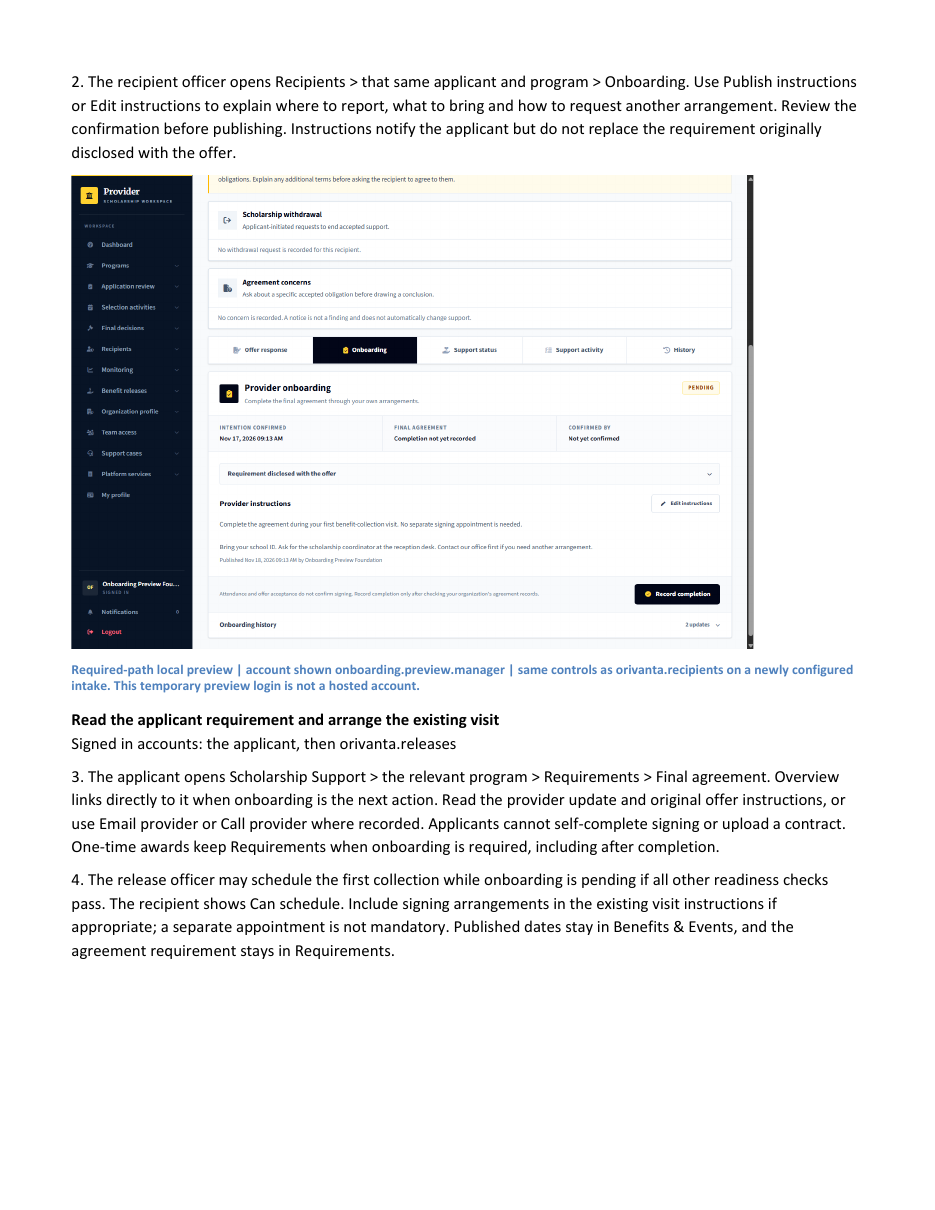 2. The recipient officer opens Recipients > that same applicant and program > Onboarding. Use Publish instructions
or Edit instructions to explain where to report, what to bring and how to request another arrangement. Review the
confirmation before publishing. Instructions notify the applicant but do not replace the requirement originally
disclosed with the offer.
Provider
SCHOLARSHIP WORKSPACE
WORKSPACE
Dashboard
Programs
Application review
Selection activities
Final decisions
Recipients
Monitoring
Benefit releases
Organization profile
Team access
Support cases
Platform services
My profile
OF
Onboarding Preview Fou...
SIGNED IN
Notifications 0
Logout
obligations. Explain any additional terms before asking the recipient to agree to them.
Scholarship withdrawal
Applicant-initiated requests to end accepted support.
No withdrawal request is recorded for this recipient.
Agreement concerns
Ask about a specific accepted obligation before drawing a conclusion.
No concern is recorded. A notice is not a finding and does not automatically change support.
Offer response Onboarding Support status Support activity History
Provider onboarding PENDING
Complete the final agreement through your own arrangements.
INTENTION CONFIRMED FINAL AGREEMENT CONFIRMED BY
Nov 17, 2026 09:13 AM Completion not yet recorded Not yet confirmed
Requirement disclosed with the offer
Provider instructions Edit instructions
Complete the agreement during your first benefit-collection visit. No separate signing appointment is needed.
Bring your school ID. Ask for the scholarship coordinator at the reception desk. Contact our office first if you need another arrangement.
Published Nov 18, 2026 09:13 AM by Onboarding Preview Foundation
Attendance and offer acceptance do not confirm signing. Record completion only after checking your organization's agreement records. Record completion
Onboarding history 2 updates
Required-path local preview | account shown onboarding.preview.manager | same controls as orivanta.recipients on a newly configured
intake. This temporary preview login is not a hosted account.
Read the applicant requirement and arrange the existing visit
Signed in accounts: the applicant, then orivanta.releases
3. The applicant opens Scholarship Support > the relevant program > Requirements > Final agreement. Overview
links directly to it when onboarding is the next action. Read the provider update and original offer instructions, or
use Email provider or Call provider where recorded. Applicants cannot self-complete signing or upload a contract.
One-time awards keep Requirements when onboarding is required, including after completion.
4. The release officer may schedule the first collection while onboarding is pending if all other readiness checks
pass. The recipient shows Can schedule. Include signing arrangements in the existing visit instructions if
appropriate; a separate appointment is not mandatory. Published dates stay in Benefits & Events, and the
agreement requirement stays in Requirements.